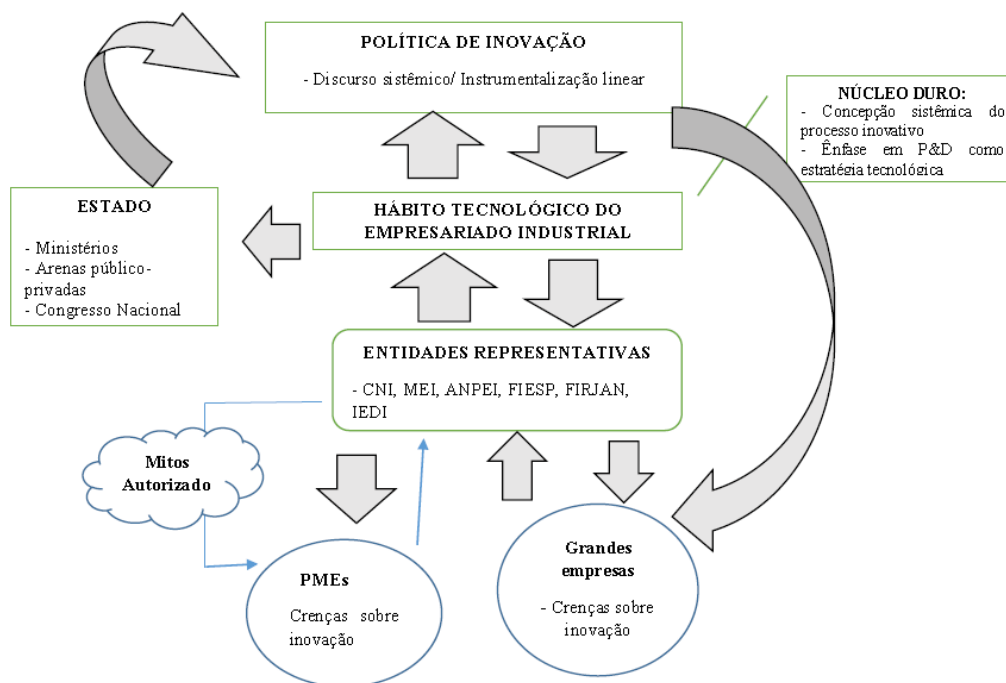 POLÍTICA DE INOVAÇÃO
- Discurso sistêmico/ Instrumentalização linear
NÚCLEO DURO:
- Concepção sistêmica do
processo inovativo
- Ênfase em P&D como
estratégia tecnológica
ESTADO
- Ministérios
- Arenas público-
privadas
- Congresso Nacional
HÁBITO TECNOLÓGICO DO
EMPRESARIADO INDUSTRIAL
ENTIDADES REPRESENTATIVAS
- CNI, MEI, ANPEI, FIESP, FIRJAN,
IEDI
Mitos
Autorizado
PMEs
Crenças sobre
inovação
Grandes
empresas
- Crenças sobre
inovação